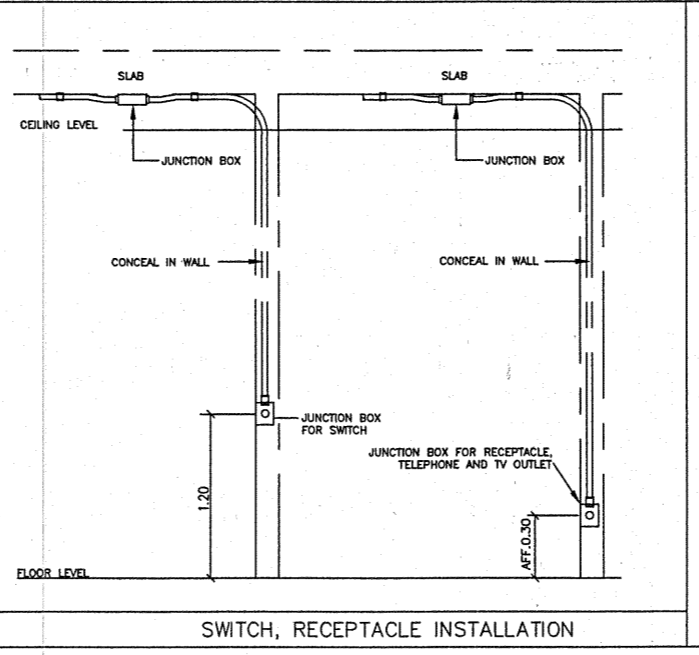 SLAB
SLAB
CEILING LEVEL
JUNCTION BOX
JUNCTION BOX
CONCEAL IN WALL
CONCEAL IN WALL
JUNCTION BOX
FOR SWITCH
JUNCTION BOX FOR RECEPTACLE,
TELEPHONE AND TV OUTLET
1.20
AFF.0.30
FLOOR LEVEL
SWITCH, RECEPTACLE INSTALLATION